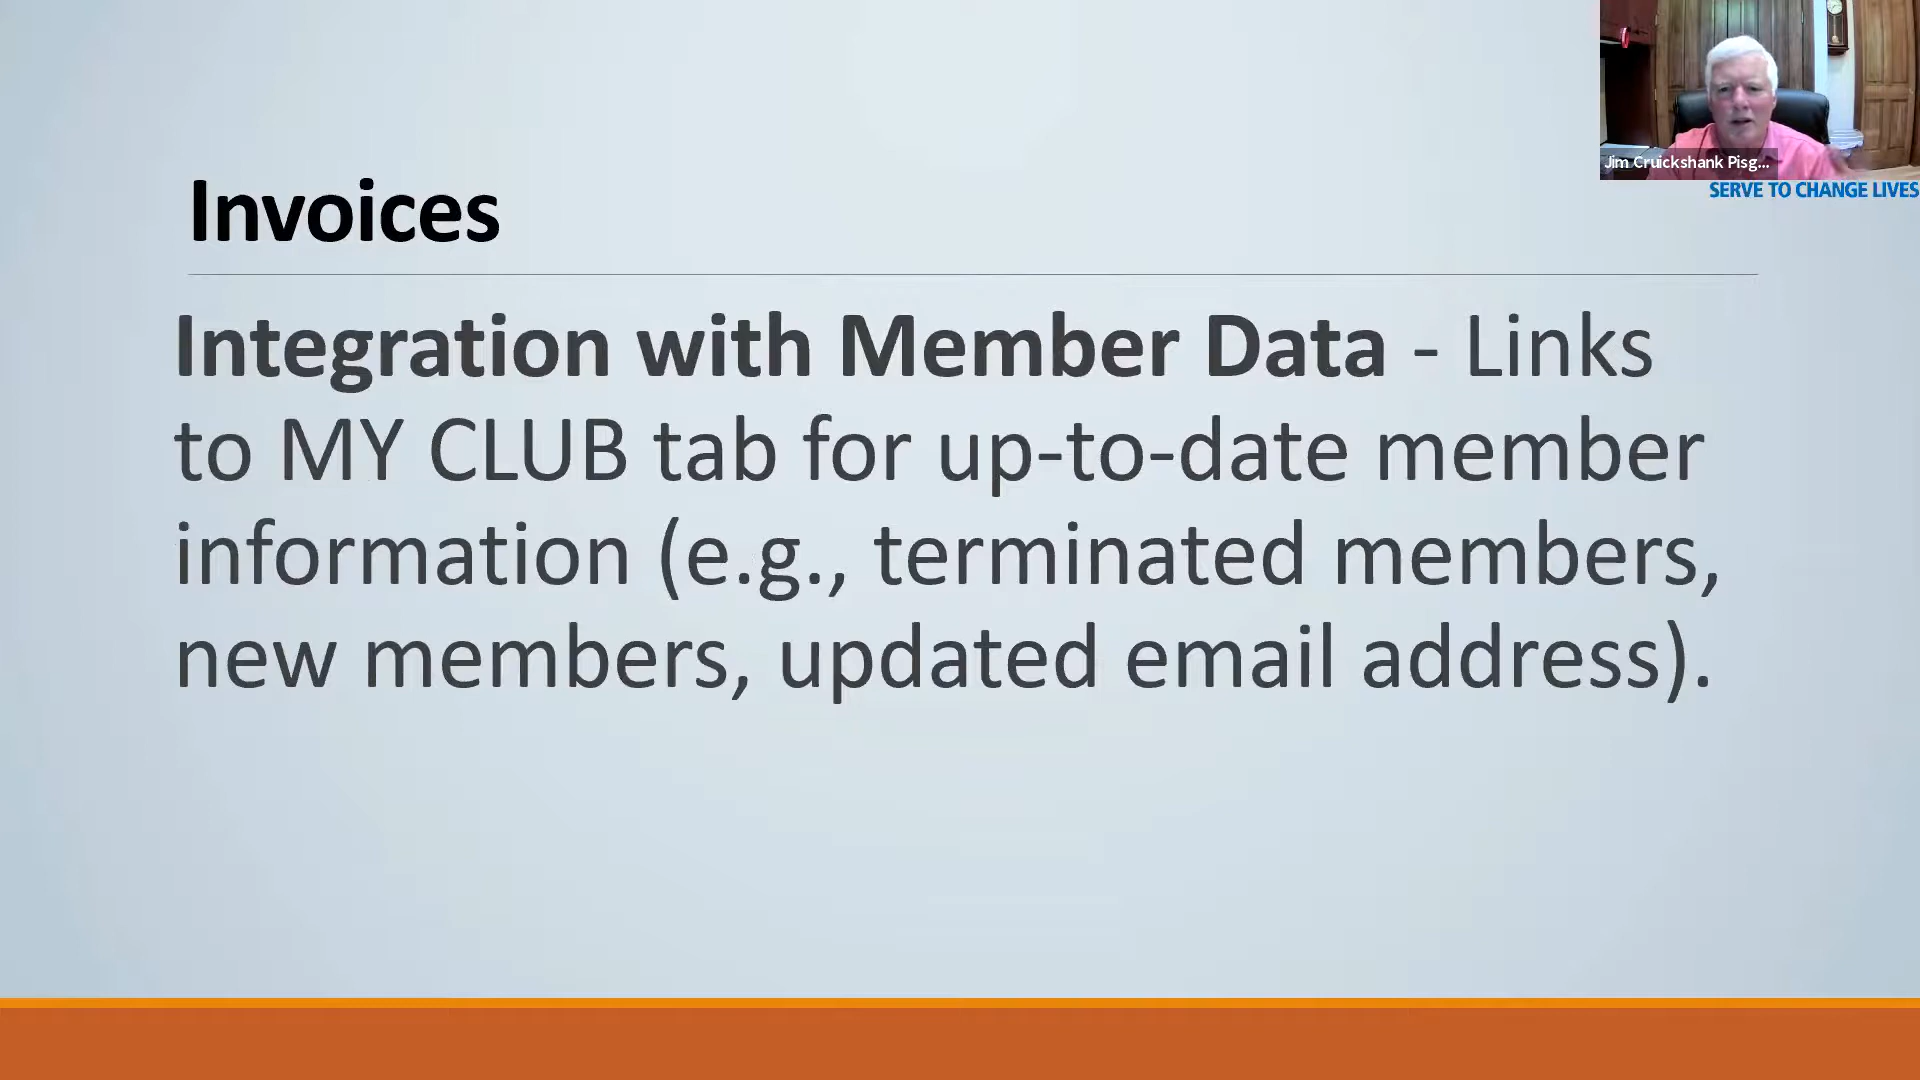 Jim Cruickshank Pisg...
SERVE TO CHANGE LIVES
Invoices
Integration with Member Data - Links
to MY CLUB tab for up-to-date member
information (e.g., terminated members,
new members, updated email address).